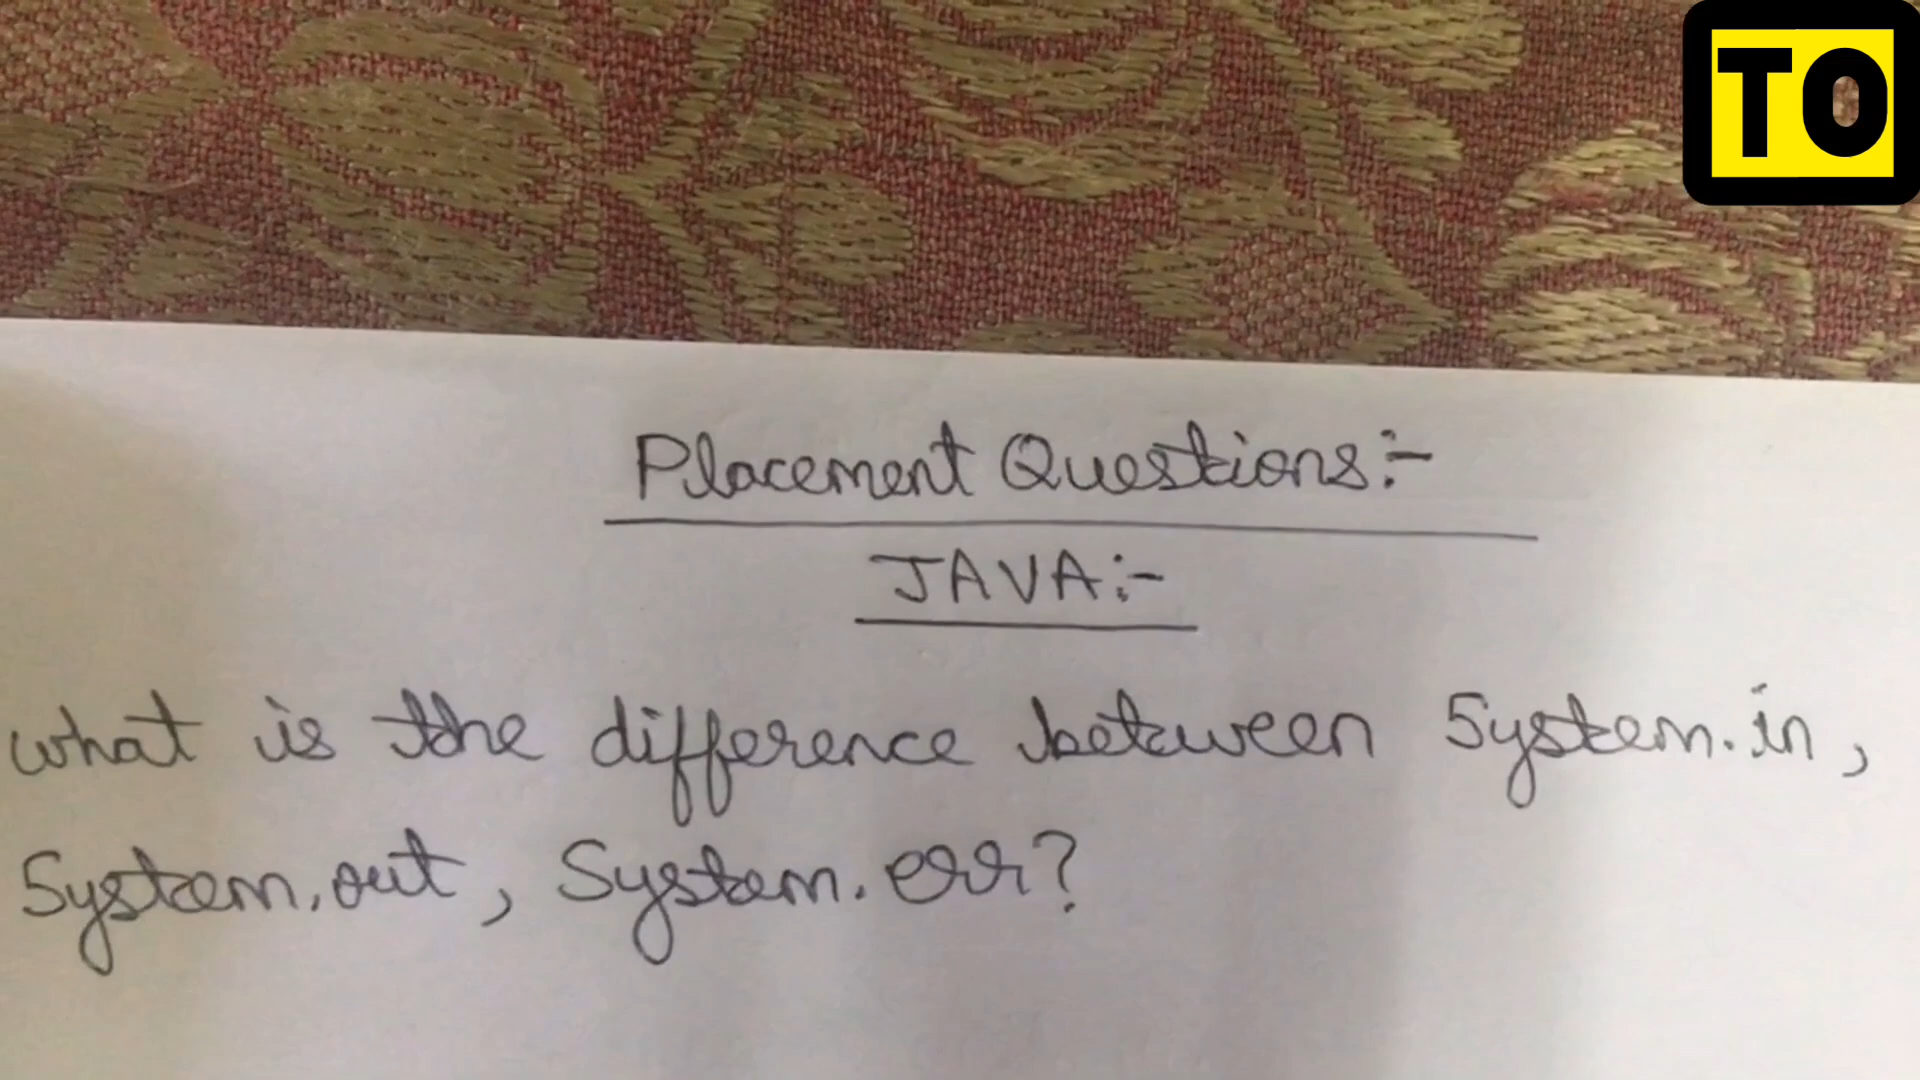 TO
Placement Questions:-
JAVA:-
what is the difference between System.in,
System.out, System.err?